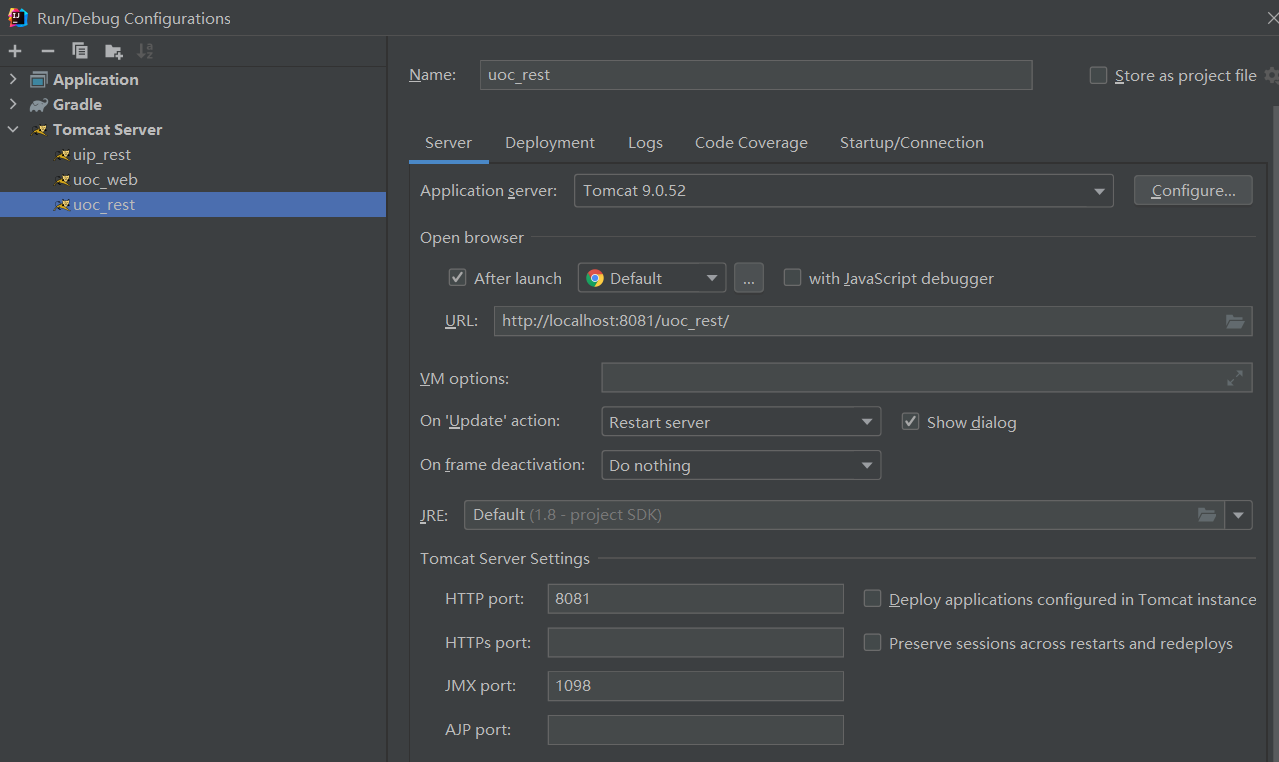 Run/Debug Configurations
Application
Gradle
Tomcat Server
uip_rest
uoc_web
uoc_rest
Name: uoc_rest Store as project file
Server Deployment Logs Code Coverage Startup/Connection
Application server: Tomcat 9.0.52 Configure...
Open browser
After launch Default ... with JavaScript debugger
URL: http://localhost:8081/uoc_rest/
VM options:
On 'Update' action: Restart server Show dialog
On frame deactivation: Do nothing
JRE: Default (1.8 - project SDK)
Tomcat Server Settings
HTTP port: 8081 Deploy applications configured in Tomcat instance
HTTPs port: Preserve sessions across restarts and redeploys
JMX port: 1098
AJP port: